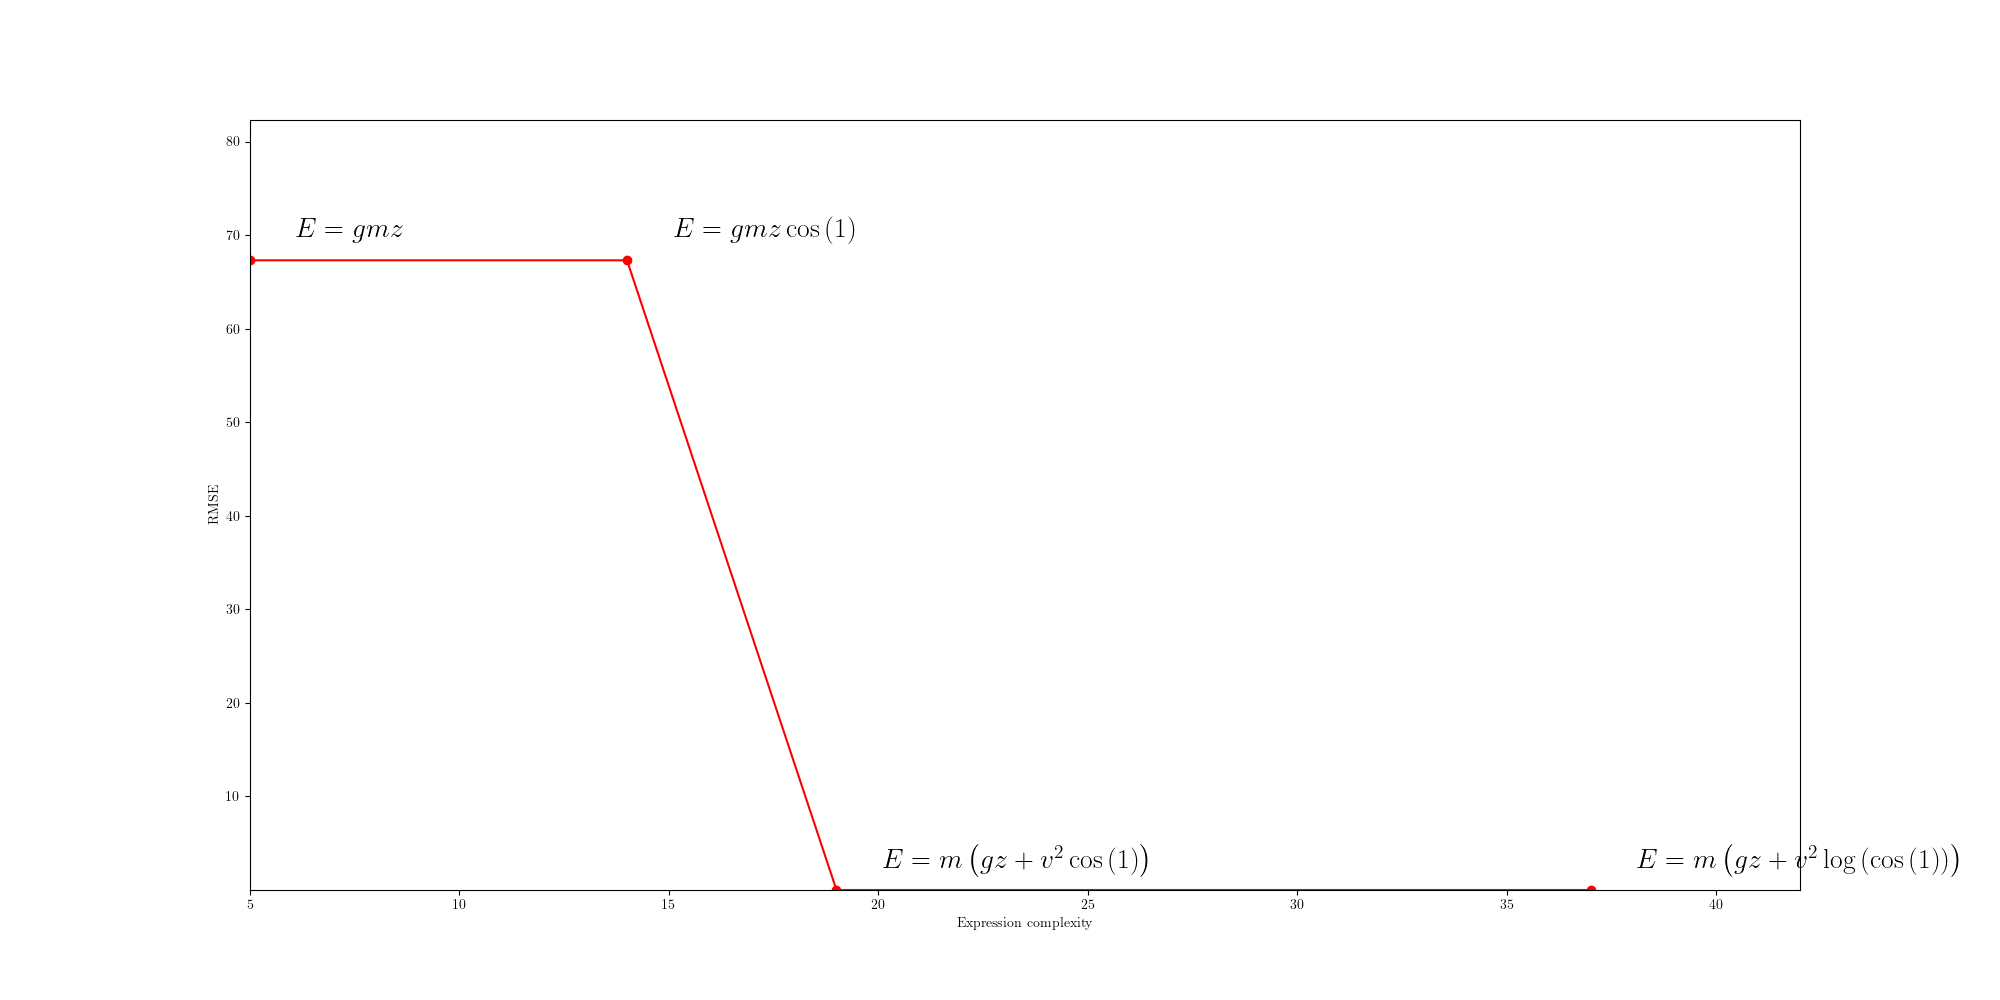 80
E = gmz
E = gmz cos (1)
70
60
50
RMSE
40
30
20
10
E = m (gz + v² cos (1))
E = m (gz + v² log (cos (1)))
5 10 15 20 25 30 35 40
Expression complexity